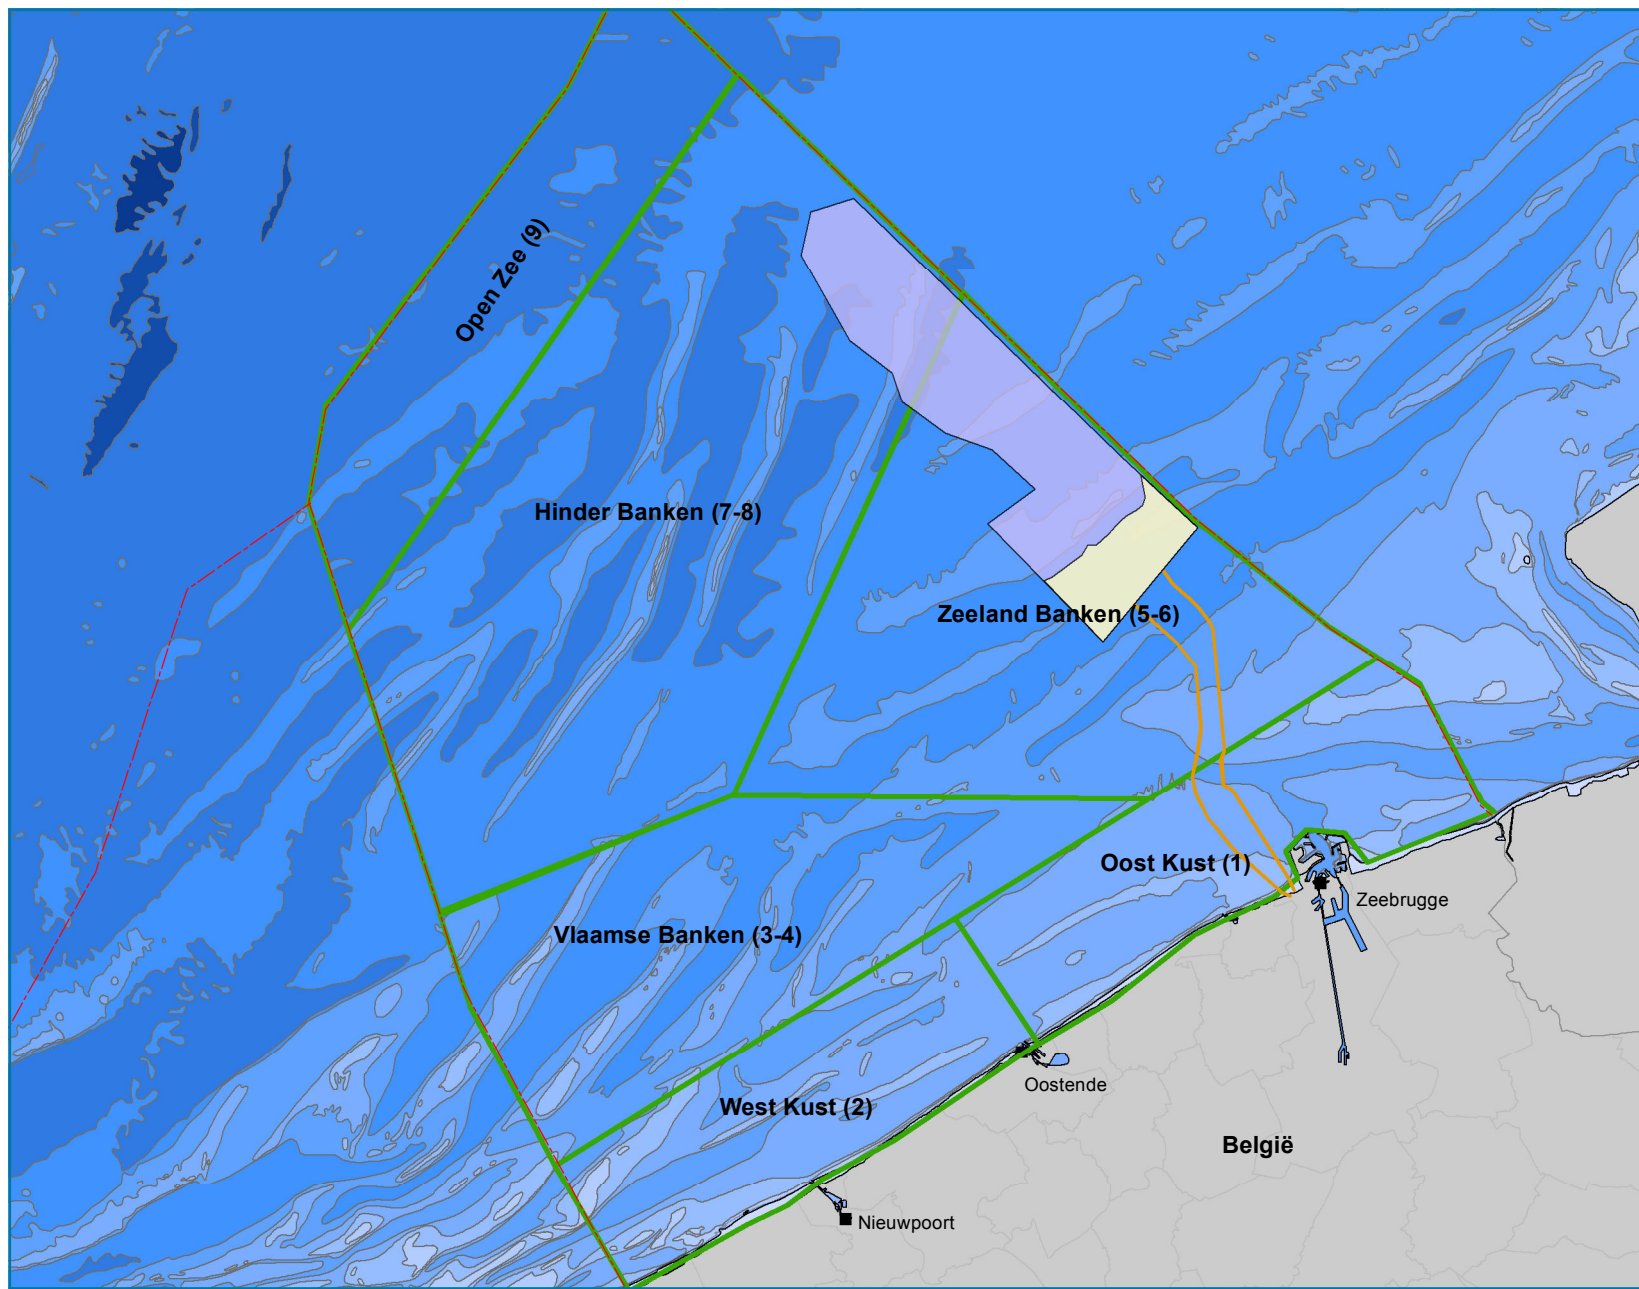 Open Zee (9)
Hinder Banken (7-8)
Zeeland Banken (5-6)
Oost Kust (1)
Zeebrugge
Vlaamse Banken (3-4)
Oostende
West Kust (2)
België
Nieuwpoort